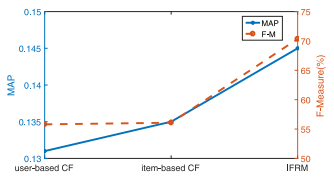 0.15
0.145
0.14
0.135
0.13
MAP
user-based CF
item-based CF
IFRM
MAP
F-M
75
70
65
60
55
50
F-Measure(%)